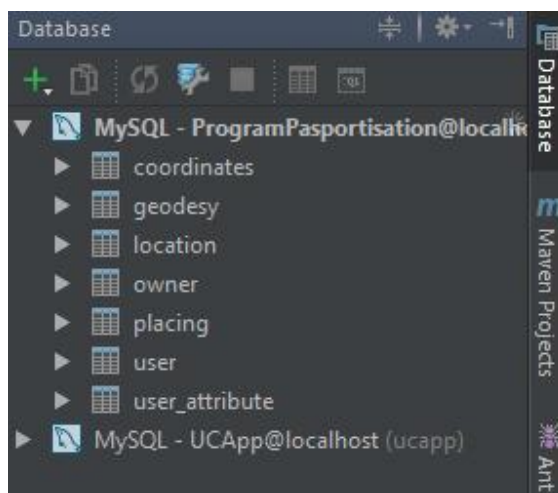 Database
MySQL - ProgramPasportisation@localh
coordinates
geodesy
location
owner
placing
user
user_attribute
MySQL - UCApp@localhost (ucapp)
Database
m
Maven Projects
Ant